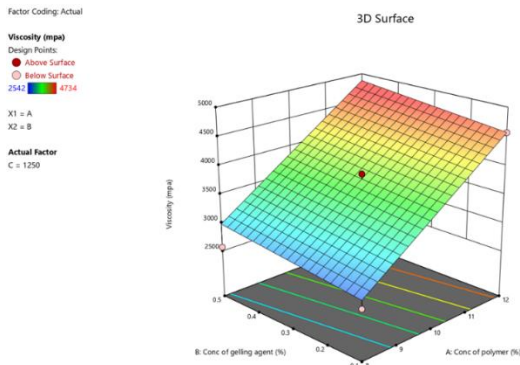 Factor Coding: Actual
3D Surface
Viscosity (mpa)
Design Points:
Above Surface
Below Surface
2542 4734
X1 = A
X2 = B
Actual Factor
C = 1250
5000
4500
4000
3500
3000
2500
Viscosity (mpa)
0.5
0.4
0.3
0.2
12
11
10
9
B: Conc of gelling agent (%)
A: Conc of polymer (%)